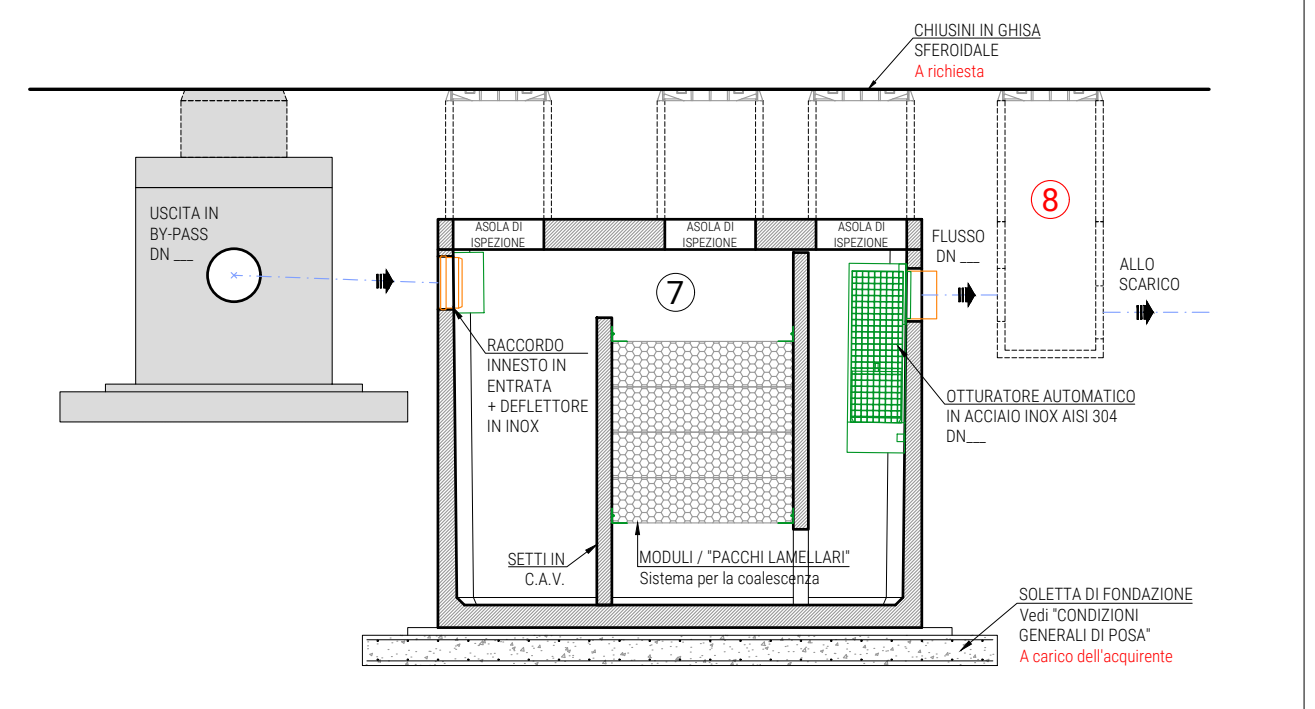 CHIUSINI IN GHISA
SFEROIDALE
A richiesta
USCITA IN
BY-PASS
DN ___
ASOLA DI
ISPEZIONE
ASOLA DI
ISPEZIONE
ASOLA DI
ISPEZIONE
8
FLUSSO
DN ___
ALLO
SCARICO
7
RACCORDO
INNESTO IN
ENTRATA
+ DEFLETTORE
IN INOX
OTTURATORE AUTOMATICO
IN ACCIAIO INOX AISI 304
DN___
SETTI IN
C.A.V.
MODULI / "PACCHI LAMELLARI"
Sistema per la coalescenza
SOLETTA DI FONDAZIONE
Vedi "CONDIZIONI
GENERALI DI POSA"
A carico dell'acquirente